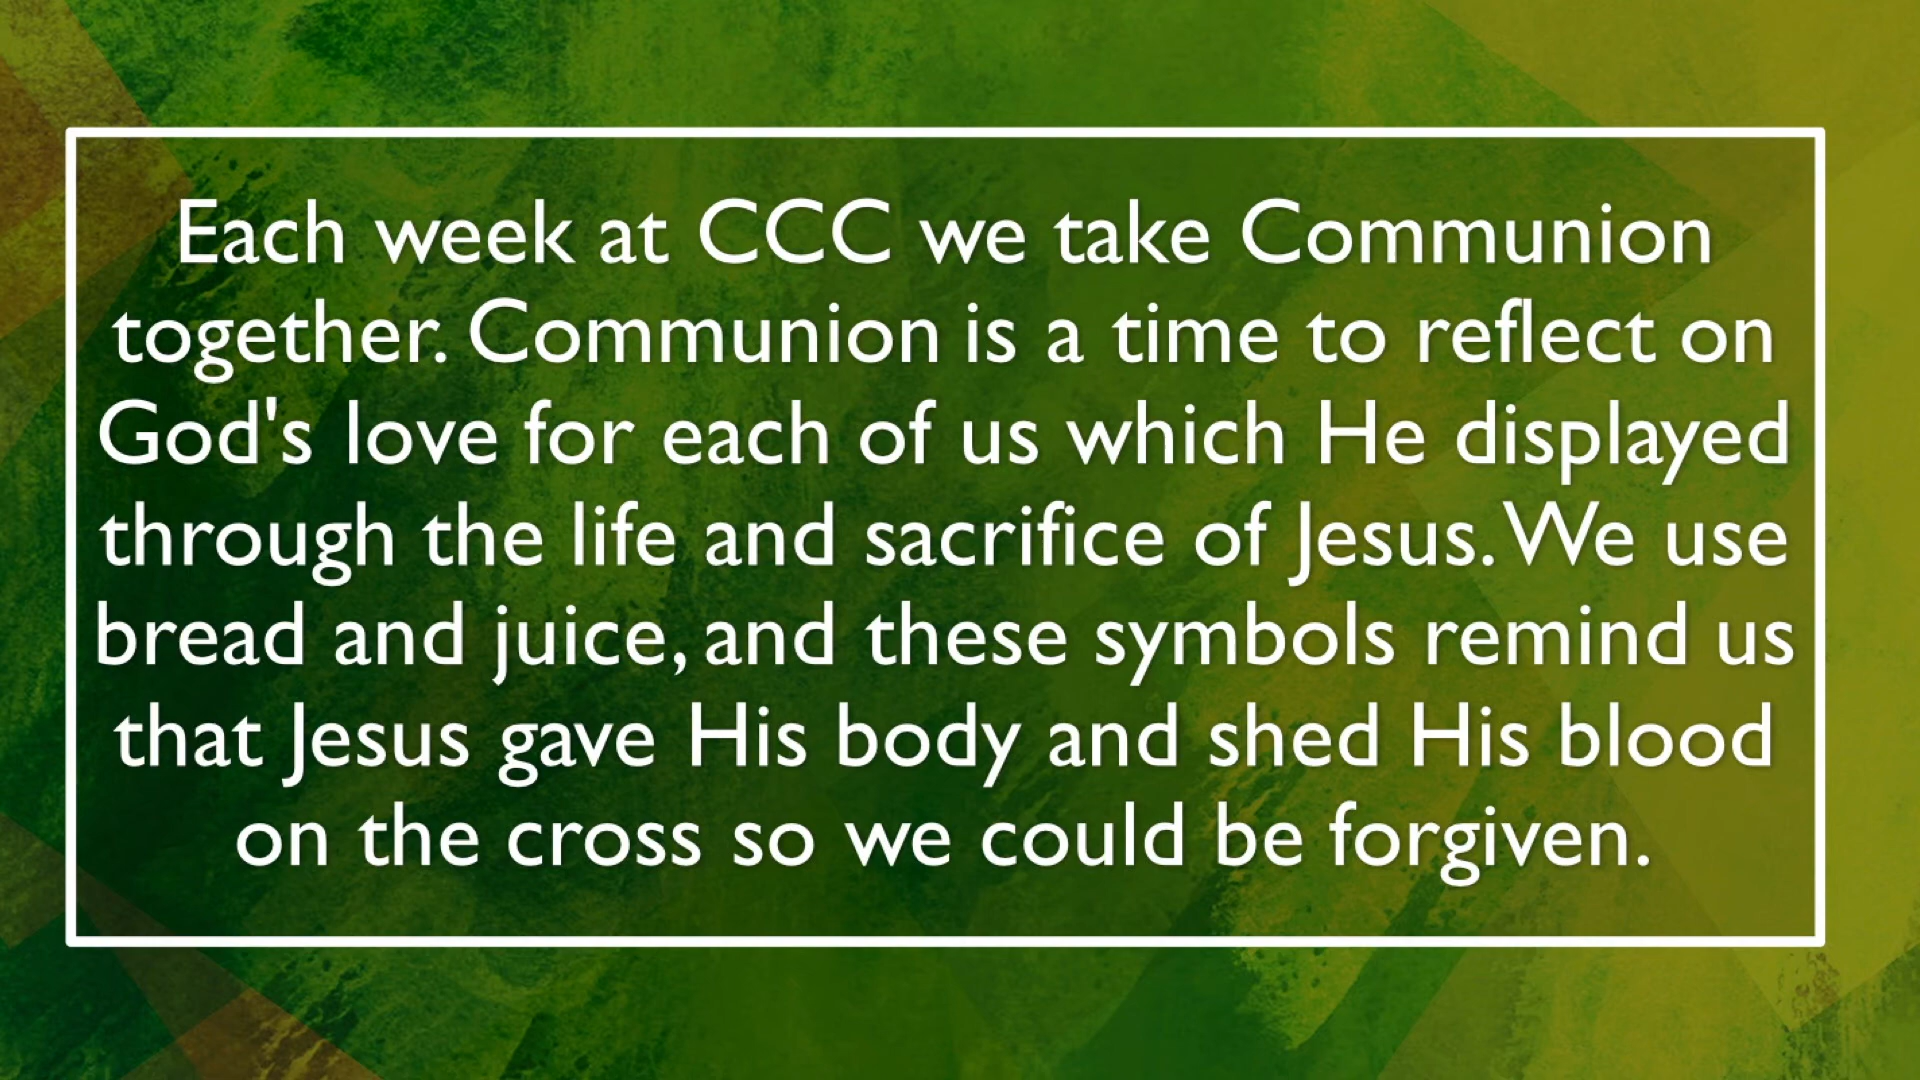 Each week at CCC we take Communion
together. Communion is a time to reflect on
God's love for each of us which He displayed
through the life and sacrifice of Jesus. We use
bread and juice, and these symbols remind us
that Jesus gave His body and shed His blood
on the cross so we could be forgiven.